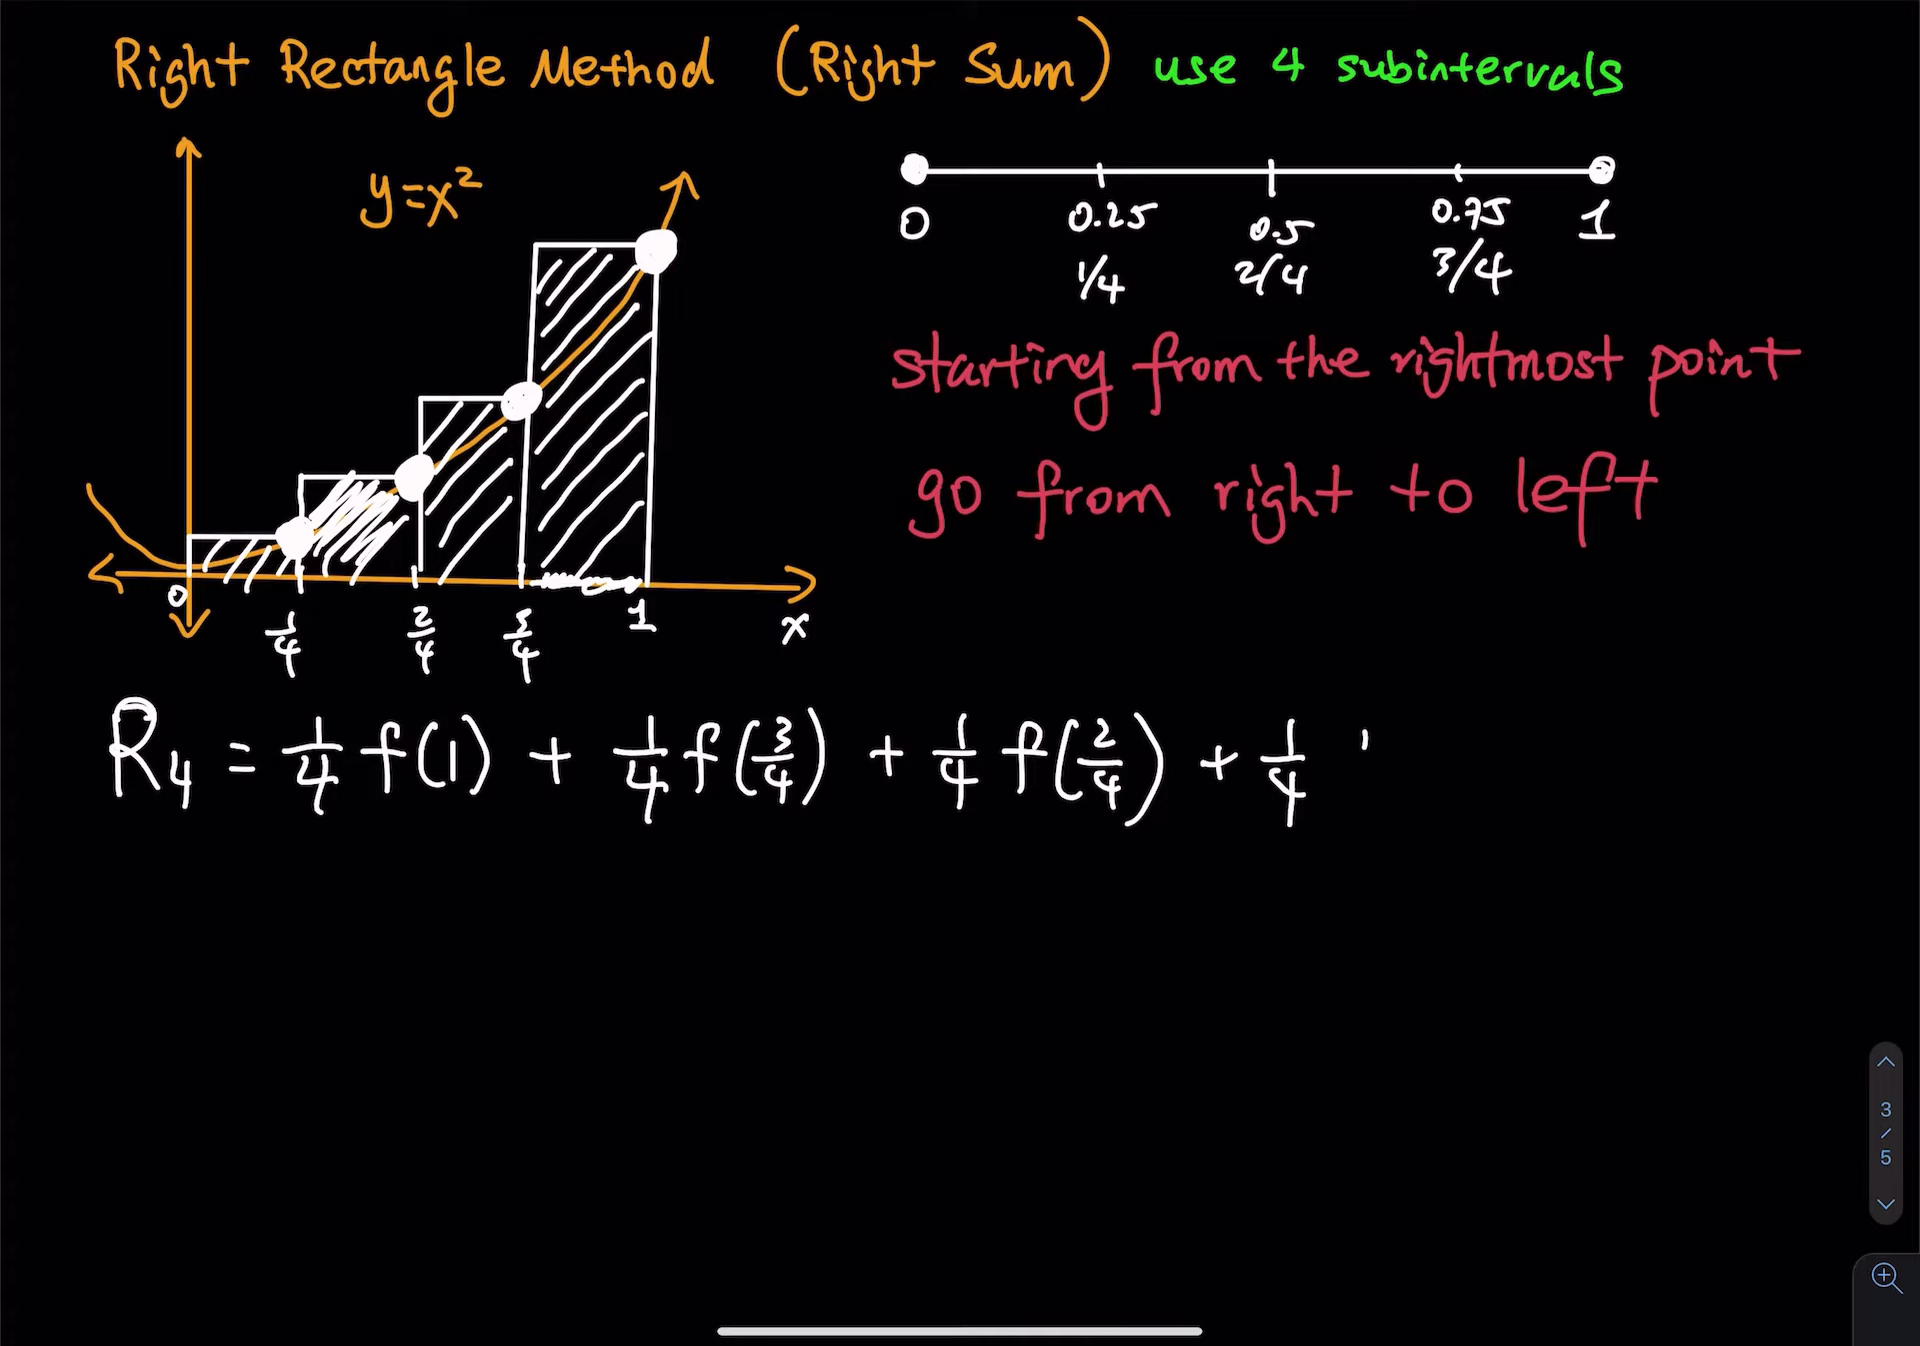 Right Rectangle Method (Right Sum) use 4 subintervals
y=x²
0 0.25 0.5 0.75 1
1/4 2/4 3/4
starting from the rightmost point
go from right to left
0 1/4 2/4 3/4 1 x
R₄ = 1/4 f(1) + 1/4 f(3/4) + 1/4 f(2/4) + 1/4
3
/
5